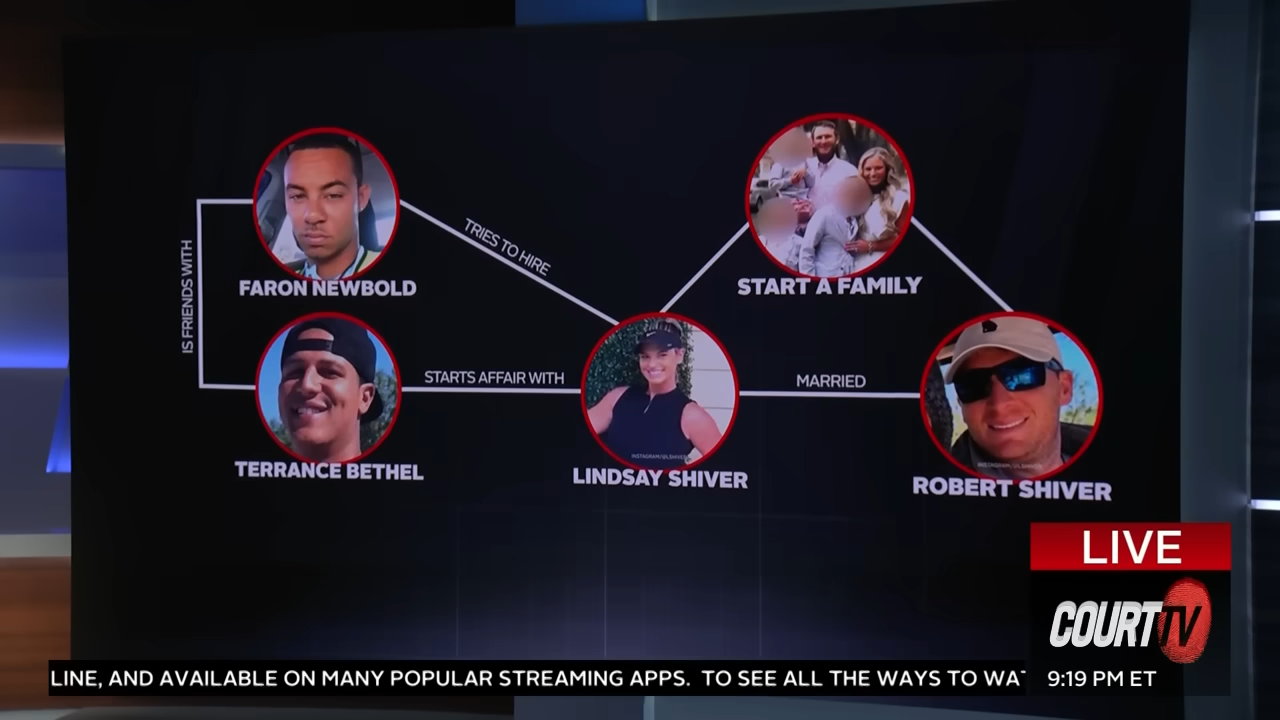 TRIES TO HIRE
IS FRIENDS WITH
FARON NEWBOLD
START A FAMILY
STARTS AFFAIR WITH
MARRIED
TERRANCE BETHEL
LINDSAY SHIVER
ROBERT SHIVER
LIVE
COURT TV
LINE, AND AVAILABLE ON MANY POPULAR STREAMING APPS. TO SEE ALL THE WAYS TO WAT
9:19 PM ET